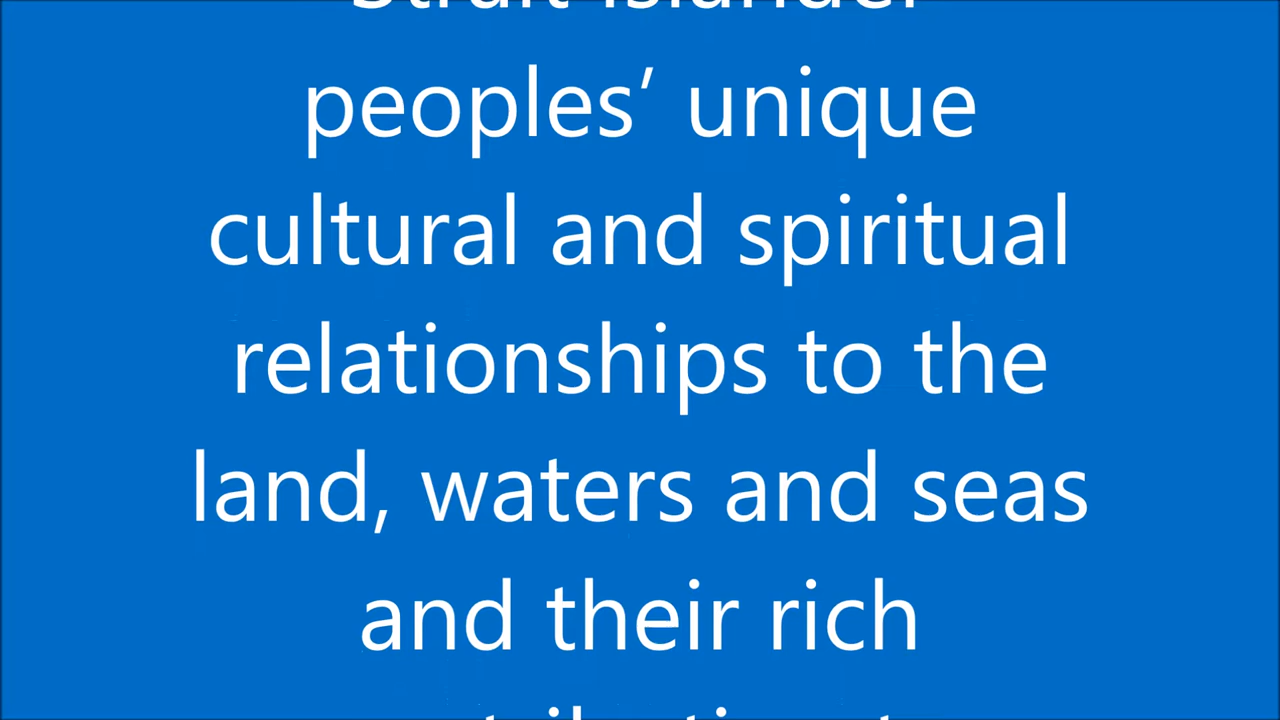 Strait Islander
peoples’ unique
cultural and spiritual
relationships to the
land, waters and seas
and their rich